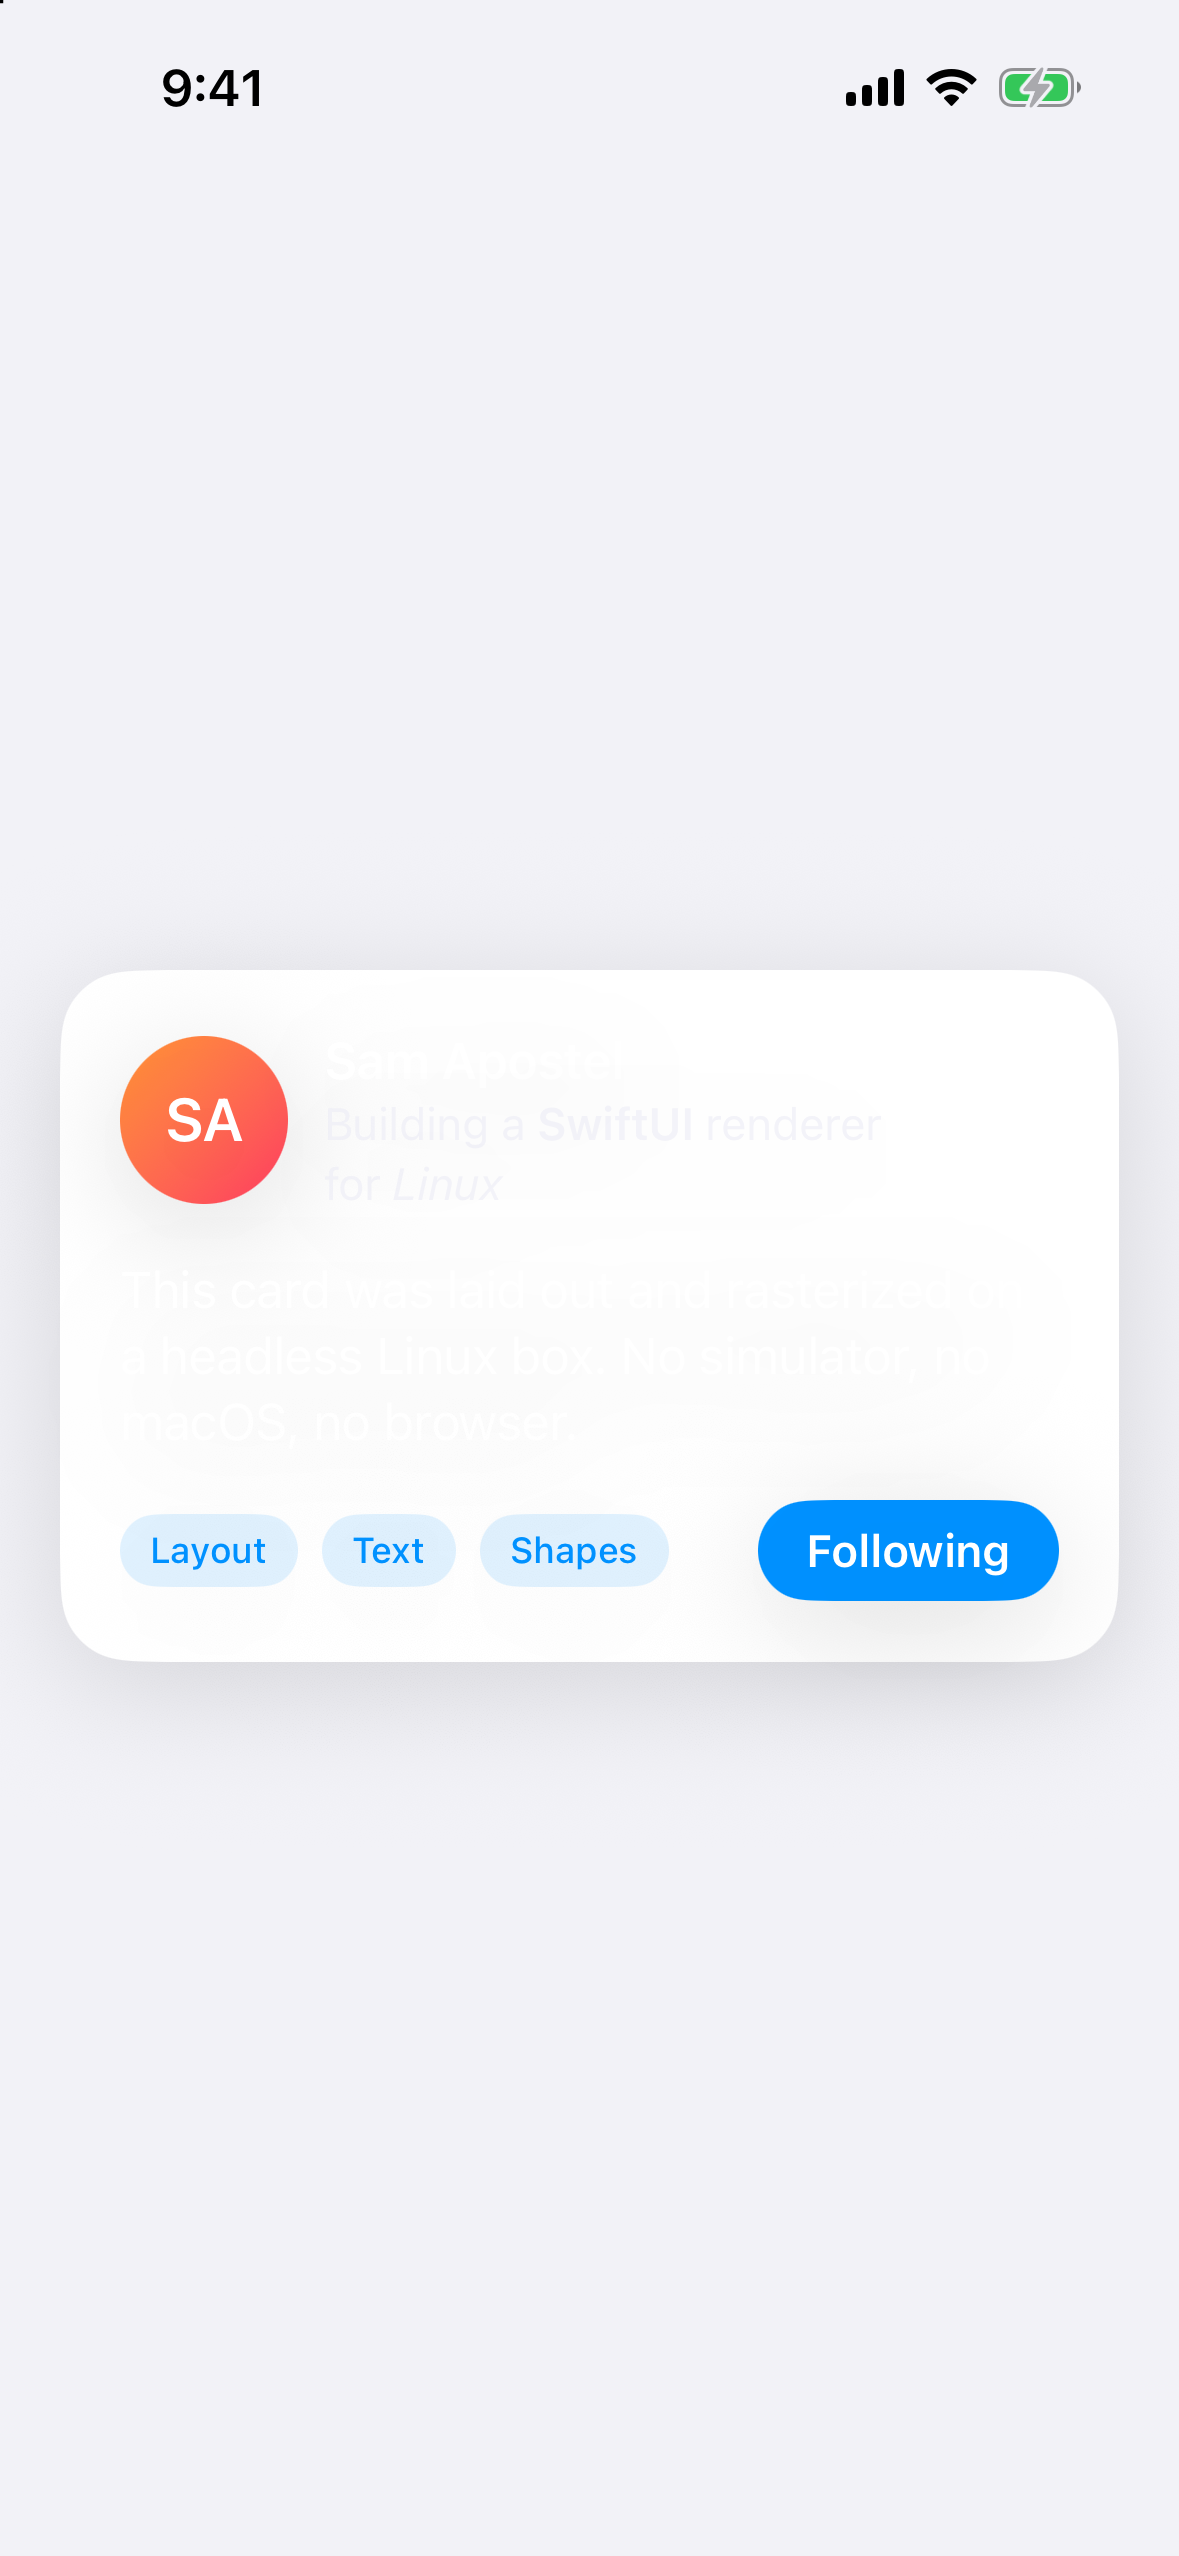 9:41
SA
Sam Apostel
Building a SwiftUI renderer
for Linux
This card was laid out and rasterized on
a headless Linux box. No simulator, no
macOS, no browser.
Layout
Text
Shapes
Following